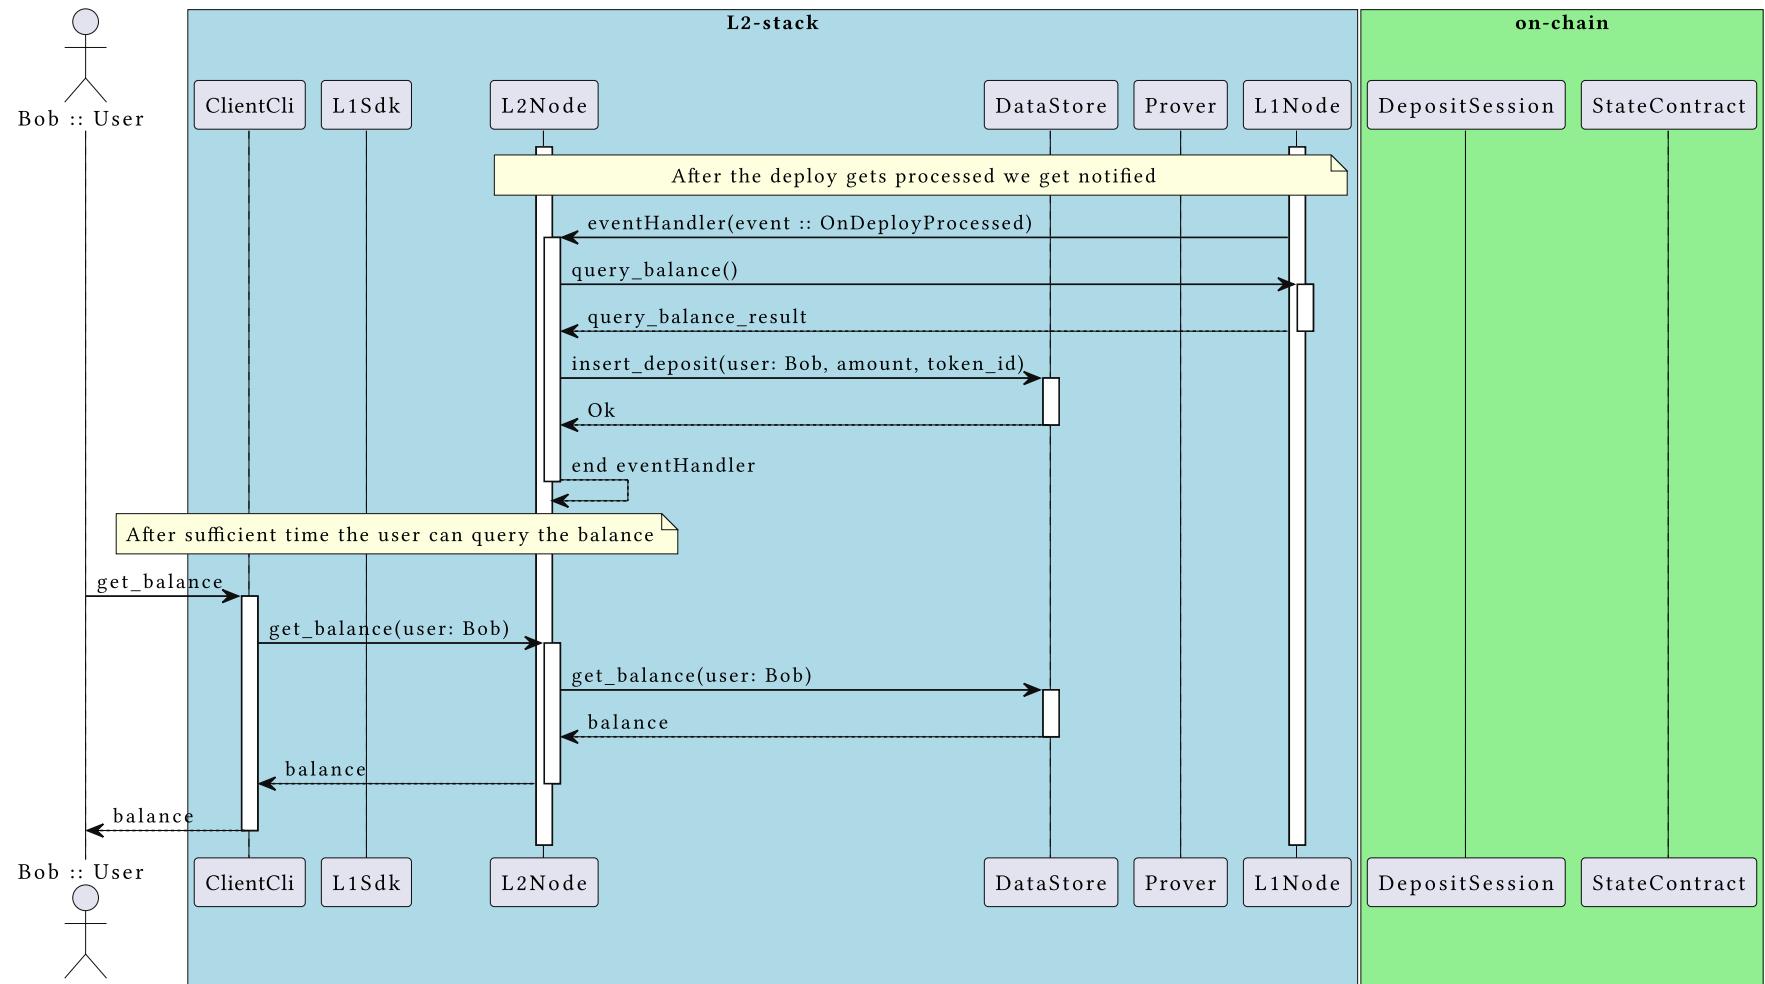 L2-stack
on-chain
Bob :: User
ClientCli
L1Sdk
L2Node
DataStore
Prover
L1Node
DepositSession
StateContract
After the deploy gets processed we get notified
eventHandler(event :: OnDeployProcessed)
query_balance()
query_balance_result
insert_deposit(user: Bob, amount, token_id)
Ok
end eventHandler
After sufficient time the user can query the balance
get_balance
get_balance(user: Bob)
get_balance(user: Bob)
balance
balance
balance
Bob :: User
ClientCli
L1Sdk
L2Node
DataStore
Prover
L1Node
DepositSession
StateContract